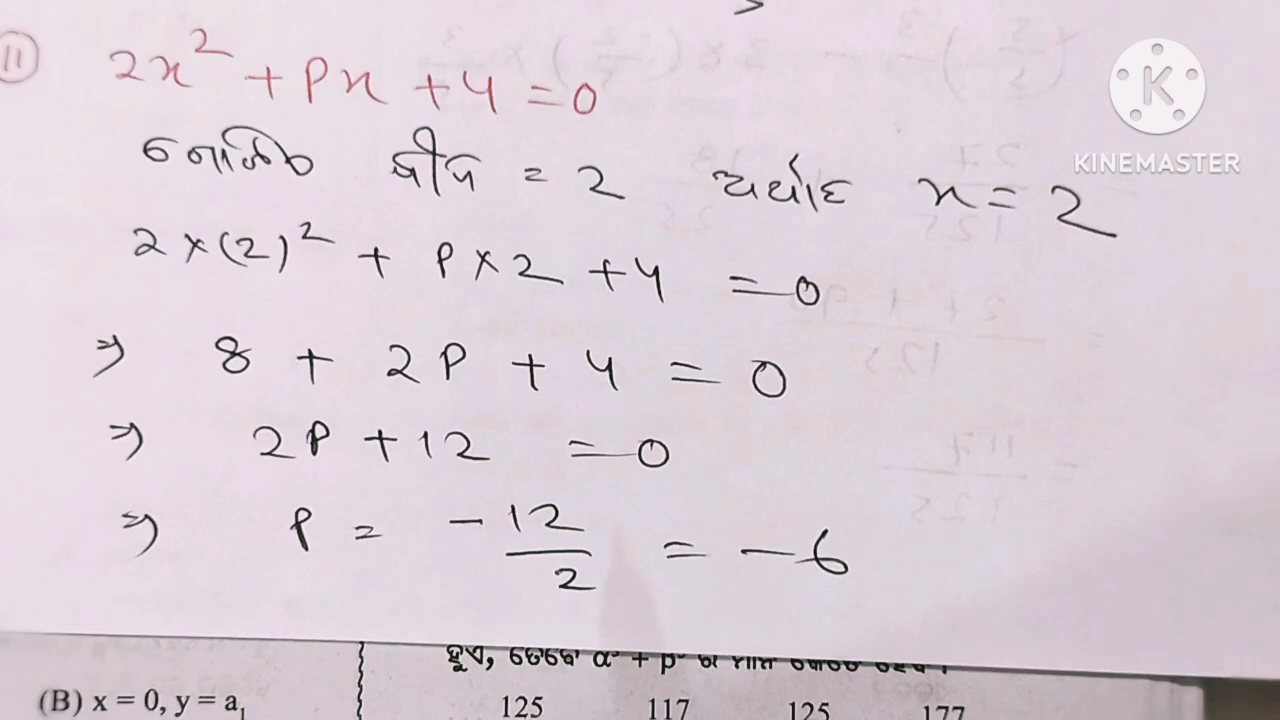 11
2x² + Px + 4 = 0
ଗୋଟିଏ ବୀଜ = 2 ଅର୍ଥାତ୍ x = 2
2 × (2)² + P × 2 + 4 = 0
⇒ 8 + 2P + 4 = 0
⇒ 2P + 12 = 0
⇒ P = -12/2 = -6
KINEMASTER
(B) x = 0, y = a
125 117 125 177